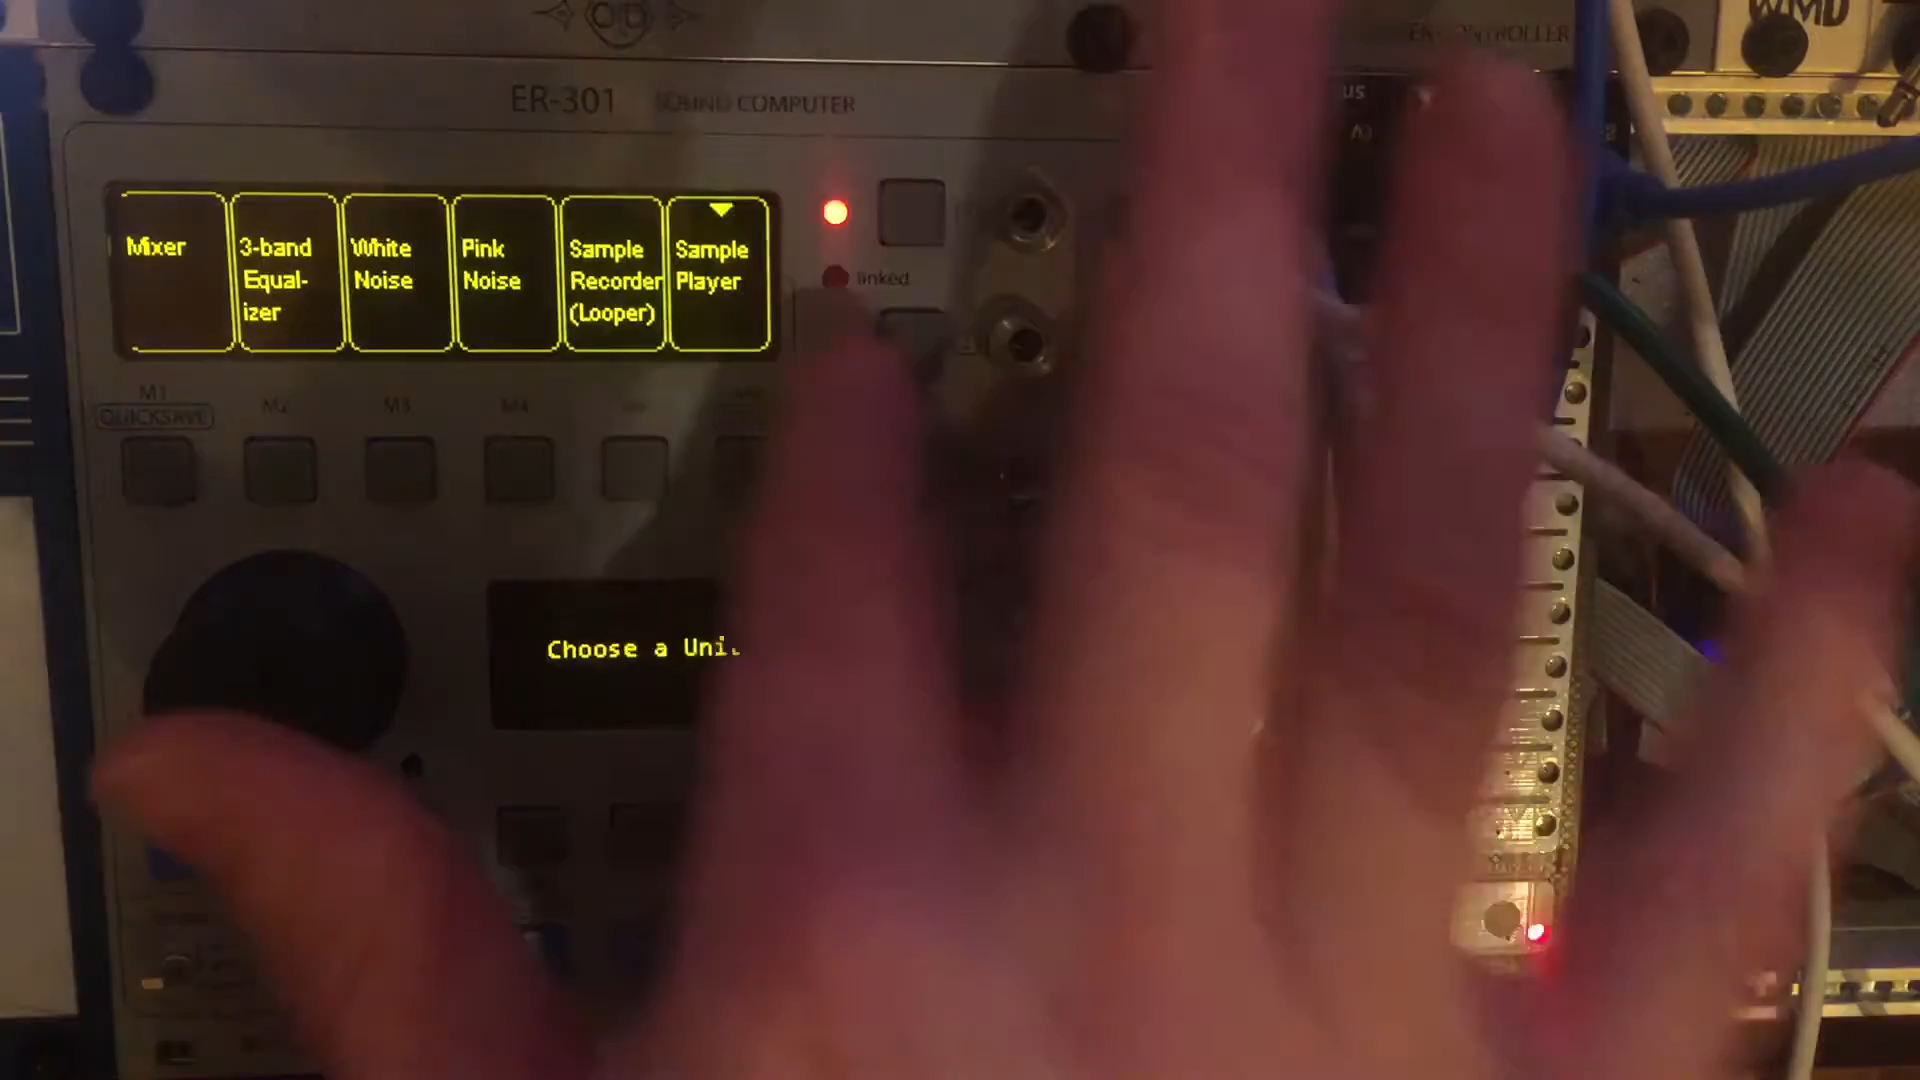 WMD
ER-301 SOUND COMPUTER
Mixer
3-band
Equal-
izer
White
Noise
Pink
Noise
Sample
Recorder
(Looper)
Sample
Player
linked
M1
M2
M3
M4
QUICKSAVE
Choose a Uni